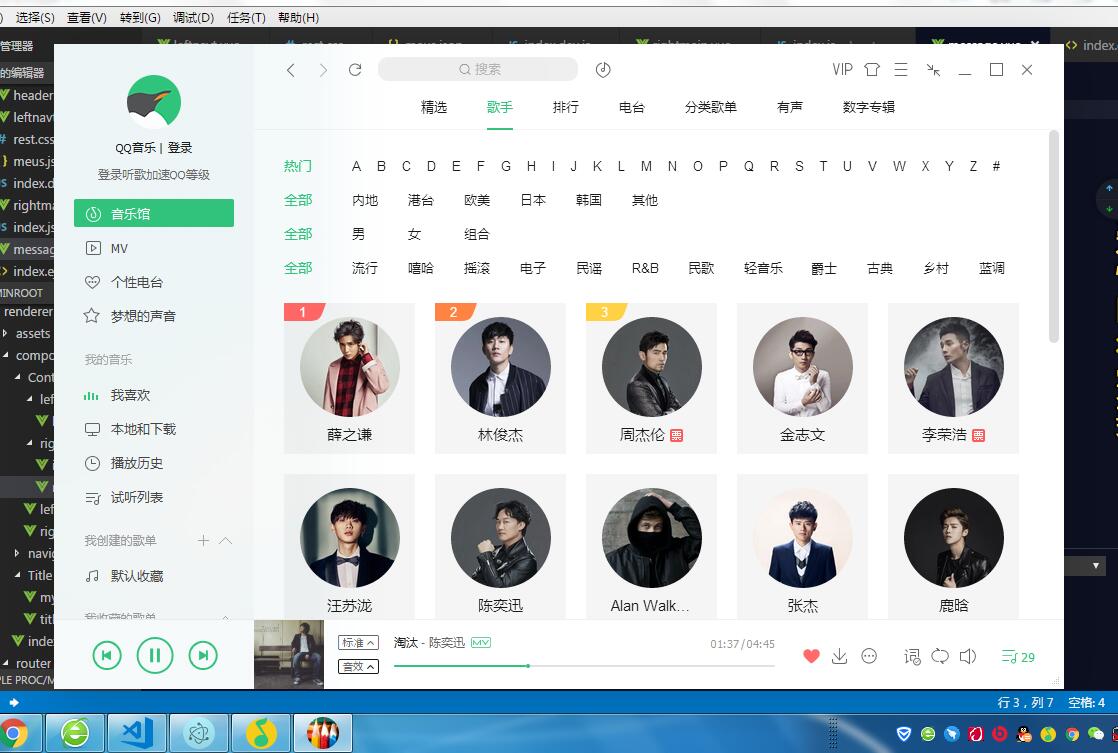 选择(S) 查看(V) 转到(G) 调试(D) 任务(T) 帮助(H)
管理器
的编辑器
header
leftnav
rest.css
meus.js
index.d
rightma
index.js
messag
index.e
MINROOT
renderer
assets
compo
Cont
lef
rig
lef
rig
navig
Title
my
titl
index
router
PLE PROC/M
index.
QQ音乐 | 登录
登录听歌加速QQ等级
音乐馆
MV
个性电台
梦想的声音
我的音乐
我喜欢
本地和下载
播放历史
试听列表
我创建的歌单
默认收藏
我收藏的歌单
搜索
VIP
精选 歌手 排行 电台 分类歌单 有声 数字专辑
热门 A B C D E F G H I J K L M N O P Q R S T U V W X Y Z #
全部 内地 港台 欧美 日本 韩国 其他
全部 男 女 组合
全部 流行 嘻哈 摇滚 电子 民谣 R&B 民歌 轻音乐 爵士 古典 乡村 蓝调
1 2 3
薛之谦 林俊杰 周杰伦 票 金志文 李荣浩 票
汪苏泷 陈奕迅 Alan Walk... 张杰 鹿晗
标准 淘汰 - 陈奕迅 MV 01:37/04:45
音效
词
29
行 3，列 7 空格: 4